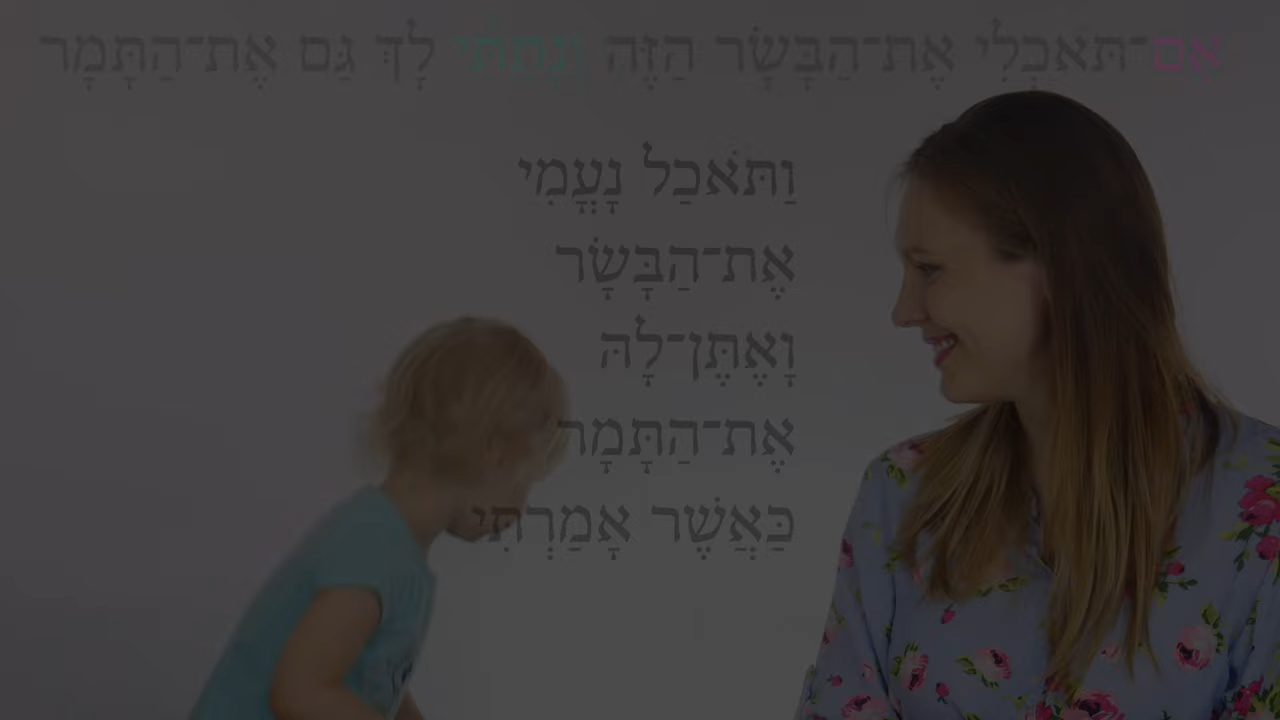 אִם־תֹּאכְלִי אֶת־הַבָּשָׂר הַזֶּה וְנָתַתִּי לָךְ גַּם אֶת־הַתָּמָר
וַתֹּאכַל נָעֳמִי
אֶת־הַבָּשָׂר
וָאֶתֶּן־לָהּ
אֶת־הַתָּמָר
כַּאֲשֶׁר אָמַרְתִּי